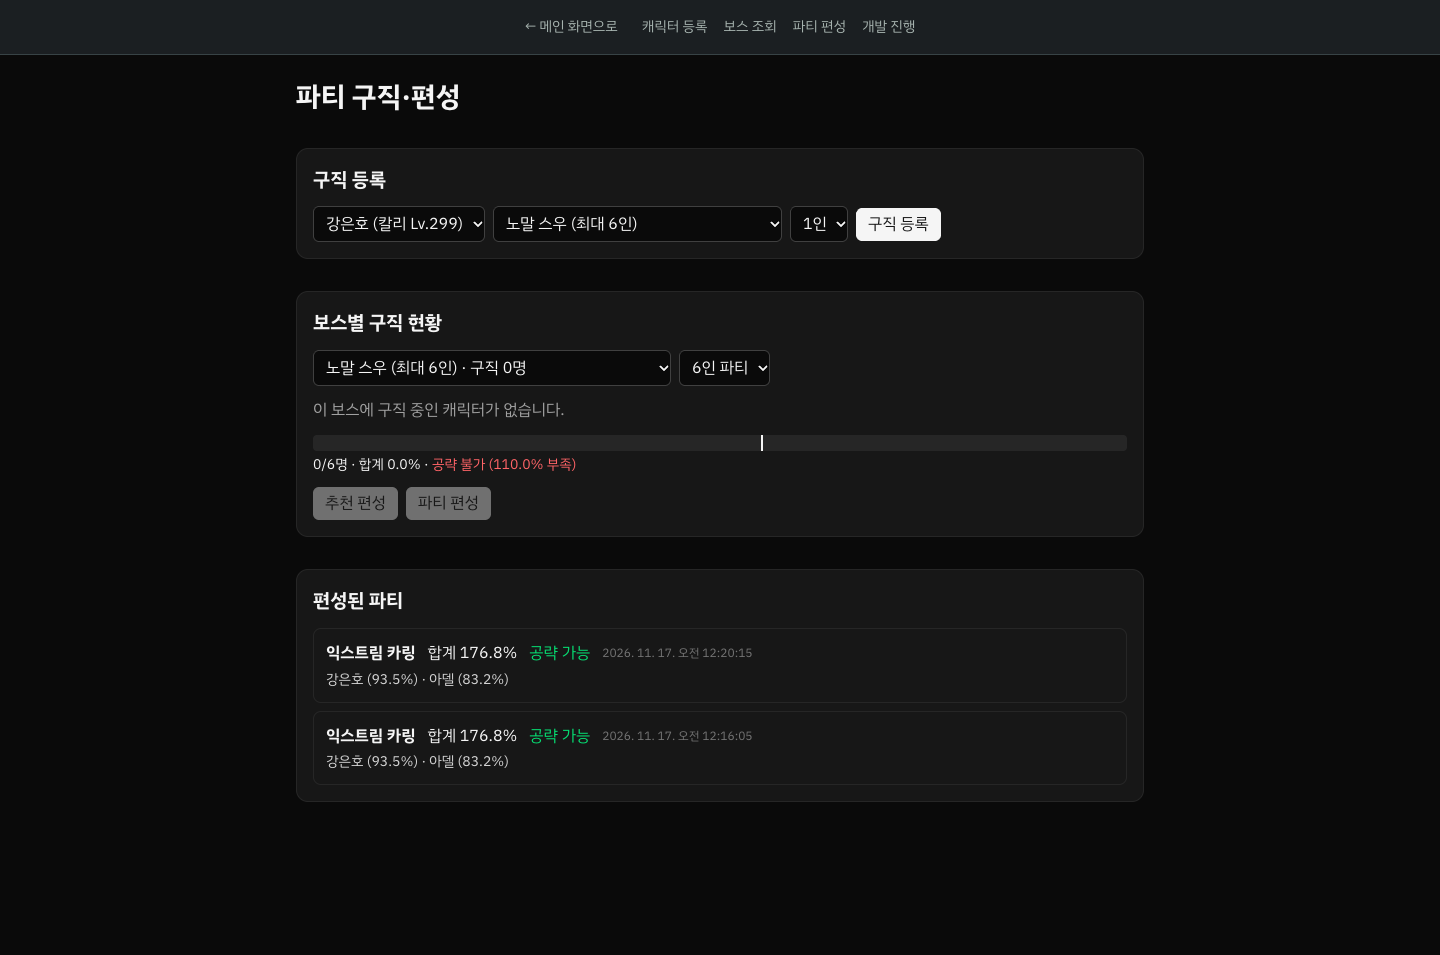 ← 메인 화면으로 캐릭터 등록 보스 조회 파티 편성 개발 진행
파티 구직·편성
구직 등록
강은호 (칼리 Lv.299) 노말 스우 (최대 6인) 1인 구직 등록
보스별 구직 현황
노말 스우 (최대 6인) · 구직 0명 6인 파티
이 보스에 구직 중인 캐릭터가 없습니다.
0/6명 · 합계 0.0% · 공략 불가 (110.0% 부족)
추천 편성 파티 편성
편성된 파티
익스트림 카링 합계 176.8% 공략 가능 2026. 11. 17. 오전 12:20:15
강은호 (93.5%) · 아델 (83.2%)
익스트림 카링 합계 176.8% 공략 가능 2026. 11. 17. 오전 12:16:05
강은호 (93.5%) · 아델 (83.2%)